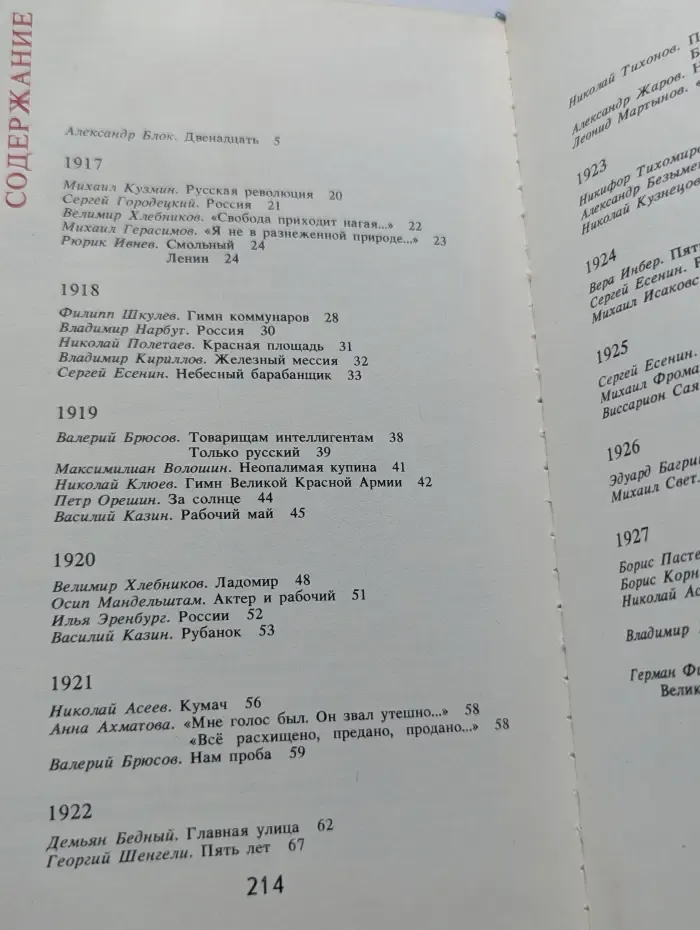 СОДЕРЖАНИЕ
Александр Блок. Двенадцать 5
1917
Михаил Кузмин. Русская революция 20
Сергей Городецкий. Россия 21
Велимир Хлебников. «Свобода приходит нагая...» 22
Михаил Герасимов. «Я не в разнеженной природе...» 23
Рюрик Ивнев. Смольный 24
Ленин 24
1918
Филипп Шкулев. Гимн коммунаров 28
Владимир Нарбут. Россия 30
Николай Полетаев. Красная площадь 31
Владимир Кириллов. Железный мессия 32
Сергей Есенин. Небесный барабанщик 33
1919
Валерий Брюсов. Товарищам интеллигентам 38
Только русский 39
Максимилиан Волошин. Неопалимая купина 41
Николай Клюев. Гимн Великой Красной Армии 42
Петр Орешин. За солнце 44
Василий Казин. Рабочий май 45
1920
Велимир Хлебников. Ладомир 48
Осип Мандельштам. Актер и рабочий 51
Илья Эренбург. России 52
Василий Казин. Рубанок 53
1921
Николай Асеев. Кумач 56
Анна Ахматова. «Мне голос был. Он звал утешно...» 58
«Всё расхищено, предано, продано...» 58
Валерий Брюсов. Нам проба 59
1922
Демьян Бедный. Главная улица 62
Георгий Шенгели. Пять лет 67
214
Николай Тихонов. П
Б
Александр Жаров. Н
Леонид Мартынов. «
1923
Никифор Тихомиро
Александр Безыме
Николай Кузнецов
1924
Вера Инбер. Пят
Сергей Есенин.
Михаил Исаковс
1925
Сергей Есенин.
Михаил Фрома
Виссарион Сая
1926
Эдуард Багри
Михаил Свет
1927
Борис Пасте
Борис Корн
Николай Ас
Владимир
Герман Фи
Велик